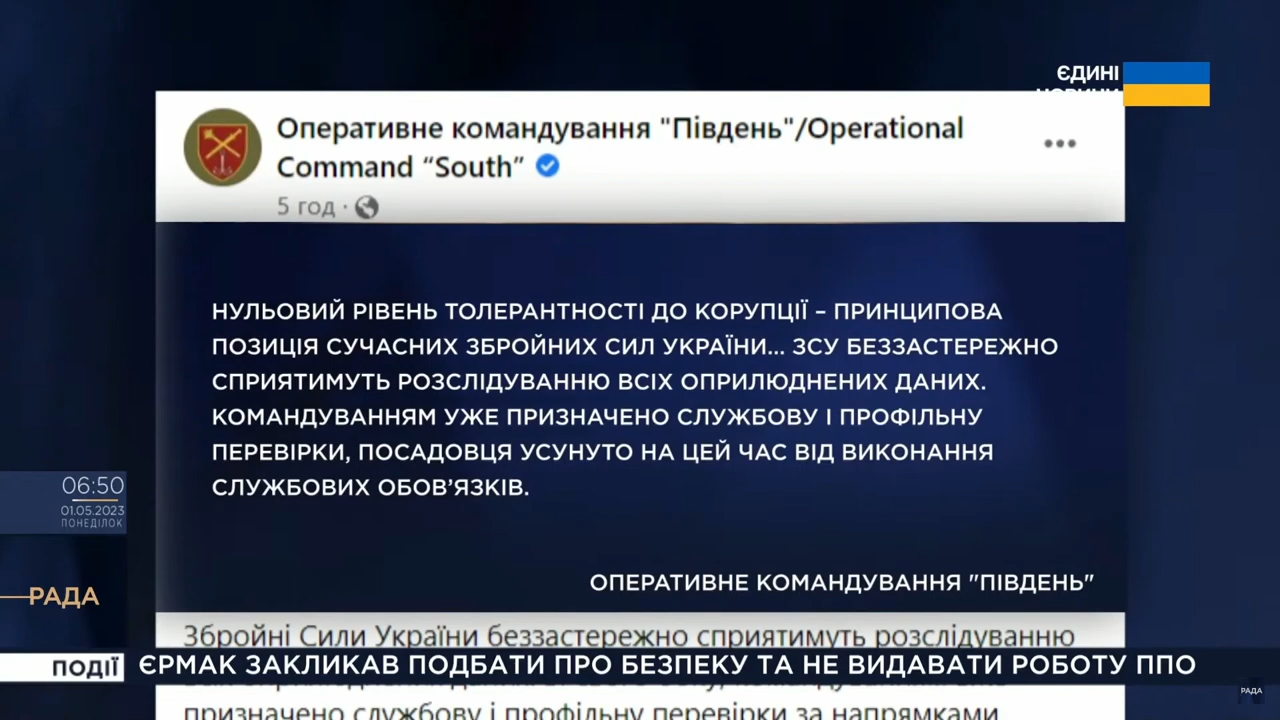 ЄДИНІ
НОВИНИ
Оперативне командування "Південь"/Operational
Command “South”
5 год ·
НУЛЬОВИЙ РІВЕНЬ ТОЛЕРАНТНОСТІ ДО КОРУПЦІЇ – ПРИНЦИПОВА
ПОЗИЦІЯ СУЧАСНИХ ЗБРОЙНИХ СИЛ УКРАЇНИ... ЗСУ БЕЗЗАСТЕРЕЖНО
СПРИЯТИМУТЬ РОЗСЛІДУВАННЮ ВСІХ ОПРИЛЮДНЕНИХ ДАНИХ.
КОМАНДУВАННЯМ УЖЕ ПРИЗНАЧЕНО СЛУЖБОВУ І ПРОФІЛЬНУ
ПЕРЕВІРКИ, ПОСАДОВЦЯ УСУНУТО НА ЦЕЙ ЧАС ВІД ВИКОНАННЯ
СЛУЖБОВИХ ОБОВ’ЯЗКІВ.
ОПЕРАТИВНЕ КОМАНДУВАННЯ "ПІВДЕНЬ"
06:50
01.05.2023
ПОНЕДІЛОК
РАДА
Збройні Сили України беззастережно сприятимуть розслідуванню
ПОДІЇ ЄРМАК ЗАКЛИКАВ ПОДБАТИ ПРО БЕЗПЕКУ ТА НЕ ВИДАВАТИ РОБОТУ ППО
призначено службову і профільну перевірки за напрямками
РАДА